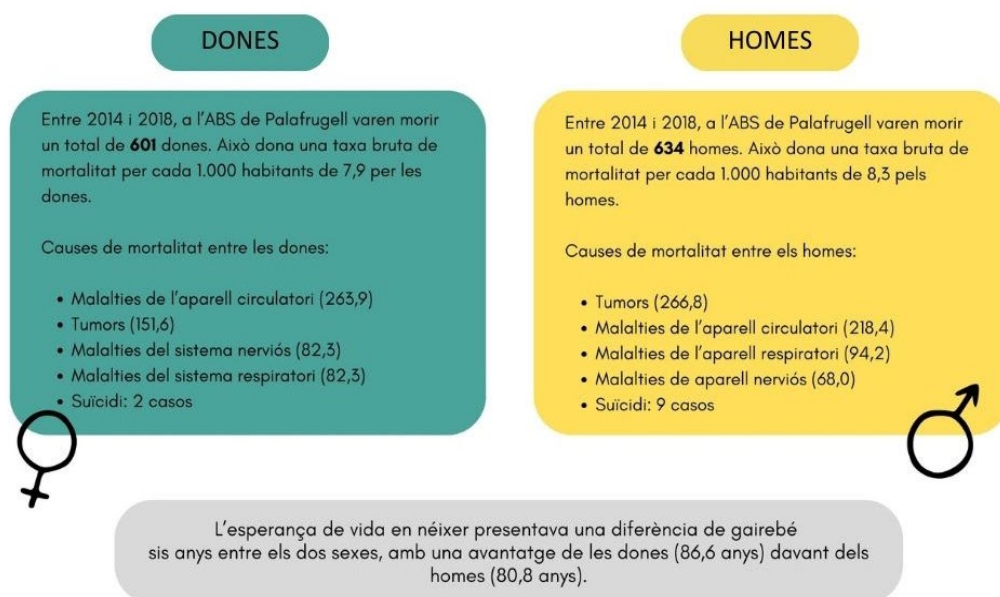 DONES
Entre 2014 i 2018, a l'ABS de Palafrugell varen morir
un total de 601 dones. Això dona una taxa bruta de
mortalitat per cada 1.000 habitants de 7,9 per les
dones.
Causes de mortalitat entre les dones:
• Malalties de l'aparell circulatori (263,9)
• Tumors (151,6)
• Malalties del sistema nerviós (82,3)
• Malalties del sistema respiratori (82,3)
• Suïcidi: 2 casos
HOMES
Entre 2014 i 2018, a l'ABS de Palafrugell varen morir
un total de 634 homes. Això dona una taxa bruta de
mortalitat per cada 1.000 habitants de 8,3 pels
homes.
Causes de mortalitat entre els homes:
• Tumors (266,8)
• Malalties de l'aparell circulatori (218,4)
• Malalties de l'aparell respiratori (94,2)
• Malalties de aparell nerviós (68,0)
• Suïcidi: 9 casos
L'esperança de vida en néixer presentava una diferència de gairebé
sis anys entre els dos sexes, amb una avantatge de les dones (86,6 anys) davant dels
homes (80,8 anys).